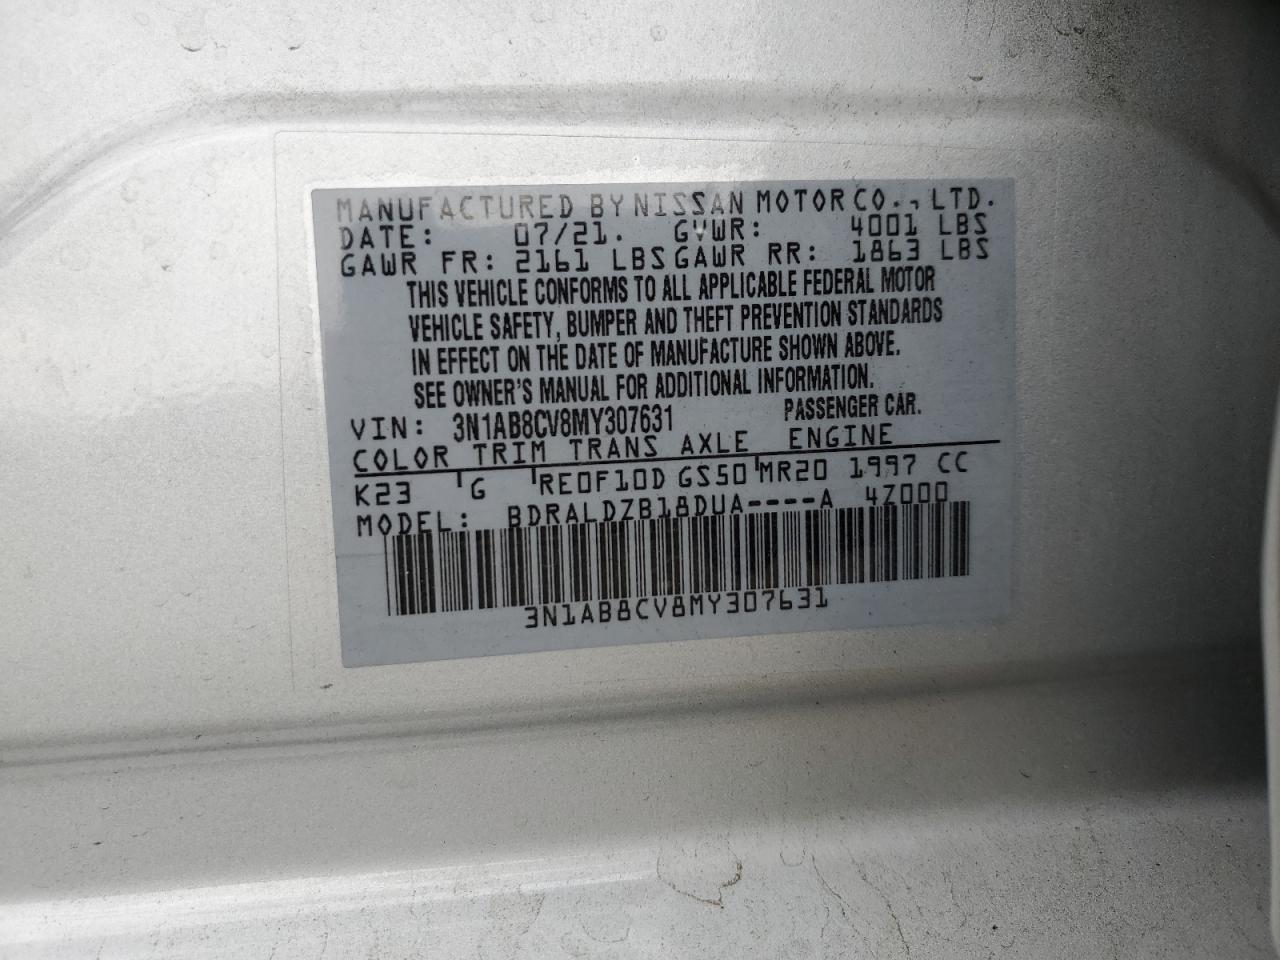 MANUFACTURED BY NISSAN MOTOR CO., LTD.
DATE: 07/21. GVWR: 4001 LBS
GAWR FR: 2161 LBS GAWR RR: 1863 LBS
THIS VEHICLE CONFORMS TO ALL APPLICABLE FEDERAL MOTOR
VEHICLE SAFETY, BUMPER AND THEFT PREVENTION STANDARDS
IN EFFECT ON THE DATE OF MANUFACTURE SHOWN ABOVE.
SEE OWNER'S MANUAL FOR ADDITIONAL INFORMATION.
VIN: 3N1AB8CV8MY307631 PASSENGER CAR.
COLOR TRIM TRANS AXLE ENGINE
K23 G RE0F10D GS50 MR20 1997 CC
MODEL: BDRALDZB18DUA----A 4Z000
3N1AB8CV8MY307631